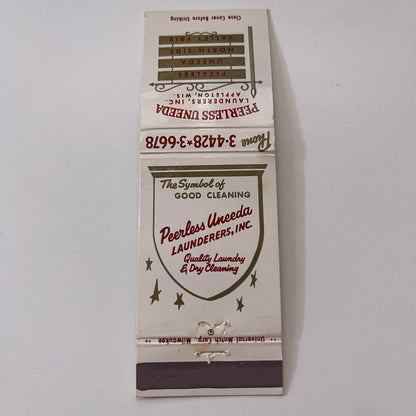 Close Cover Before Striking
VALLEY FAIR
NORTH SIDE
UNEEDA
PEERLESS
PEERLESS UNEEDA
LAUNDERERS, INC.
APPLETON, WIS.
Phone 3-4428★3-6678
The Symbol of
GOOD CLEANING
Peerless Uneeda
LAUNDERERS, INC.
Quality Laundry
& Dry Cleaning
Universal Match Corp. Milwaukee